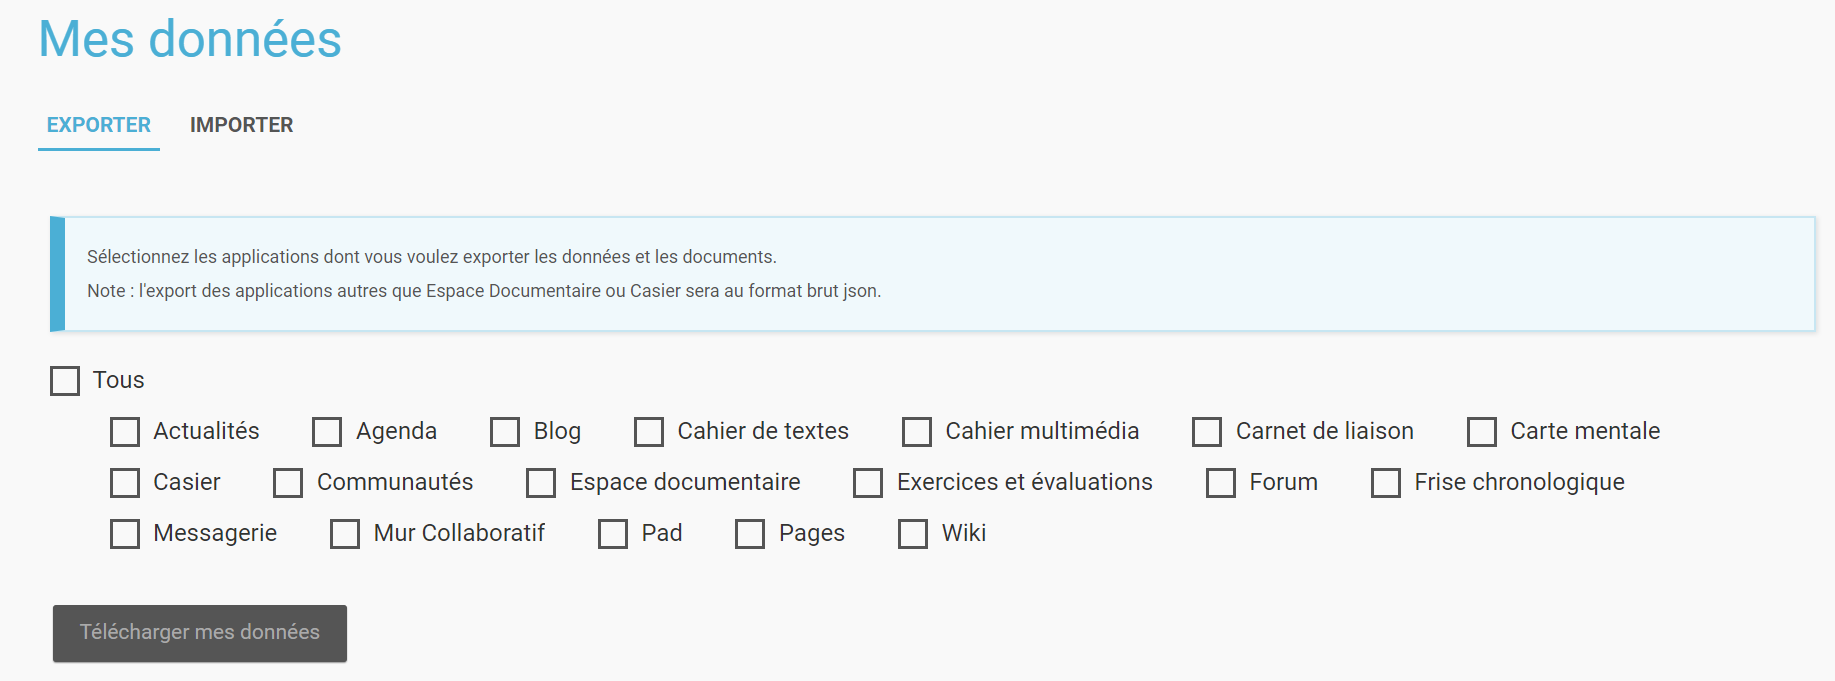 Mes données
EXPORTER IMPORTER
Sélectionnez les applications dont vous voulez exporter les données et les documents.
Note : l'export des applications autres que Espace Documentaire ou Casier sera au format brut json.
Tous
Actualités Agenda Blog Cahier de textes Cahier multimédia Carnet de liaison Carte mentale
Casier Communautés Espace documentaire Exercices et évaluations Forum Frise chronologique
Messagerie Mur Collaboratif Pad Pages Wiki
Télécharger mes données